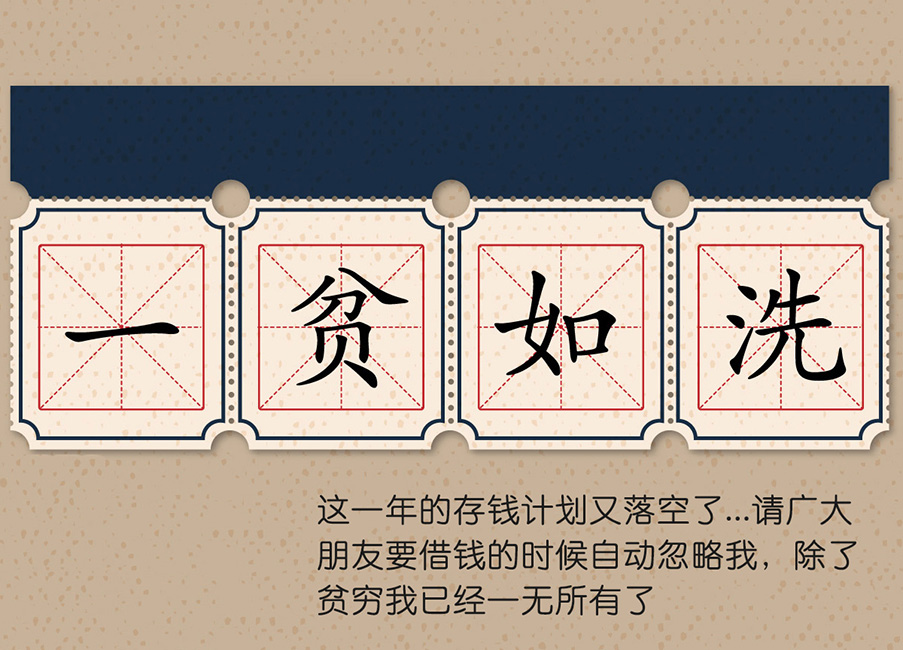 一贫如洗
这一年的存钱计划又落空了...请广大
朋友要借钱的时候自动忽略我，除了
贫穷我已经一无所有了